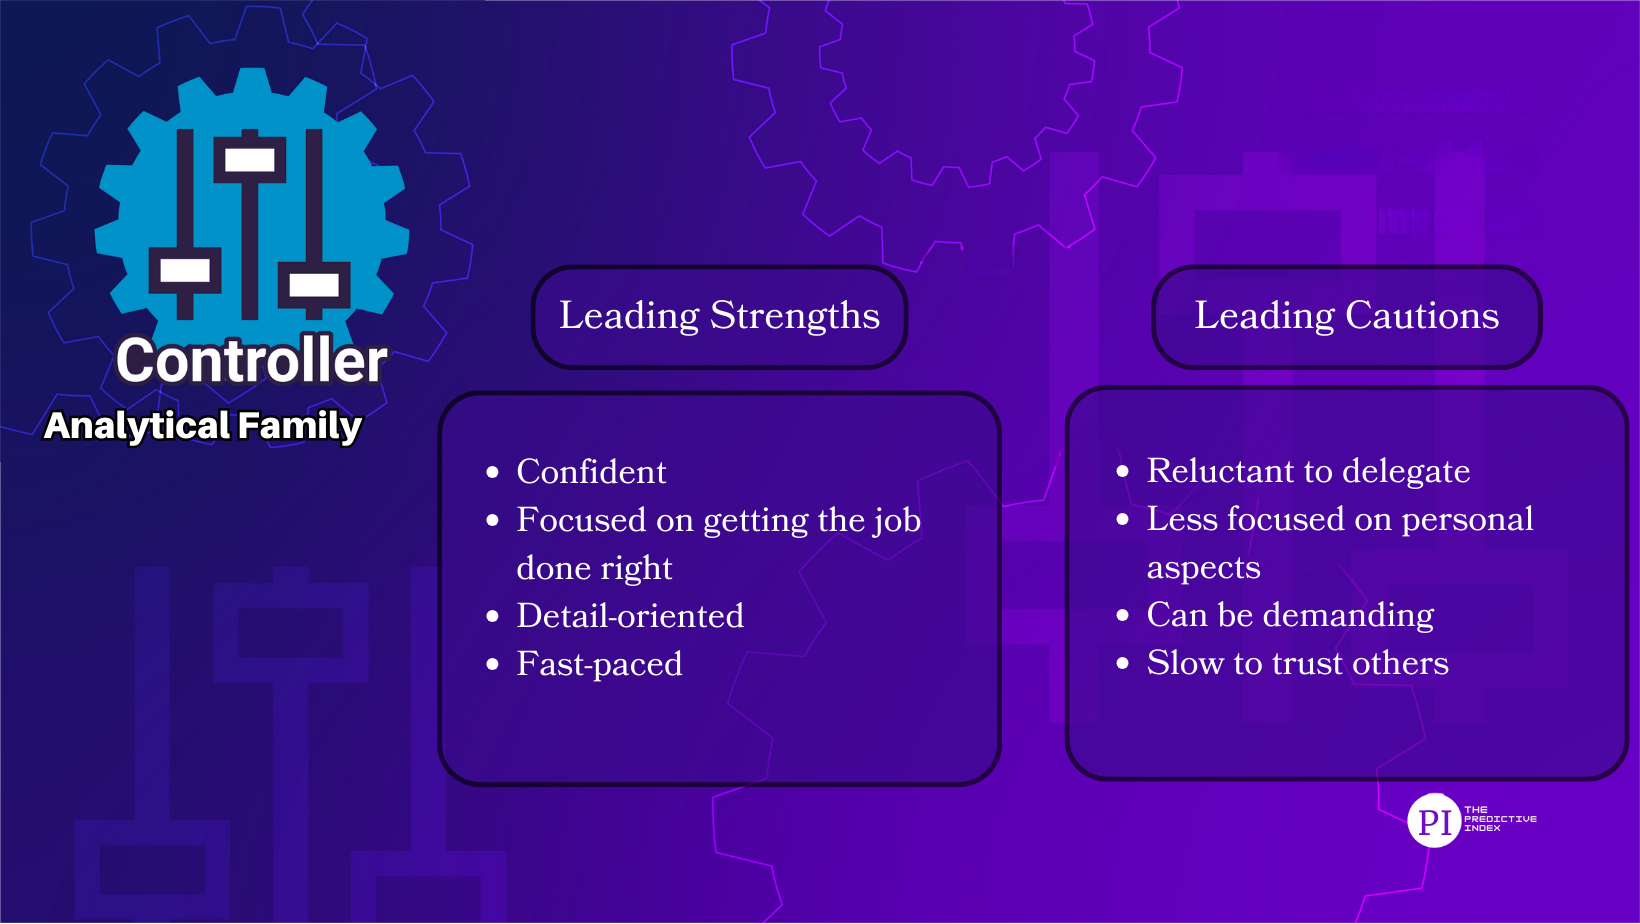 Controller
Analytical Family
Leading Strengths
• Confident
• Focused on getting the job
done right
• Detail-oriented
• Fast-paced
Leading Cautions
• Reluctant to delegate
• Less focused on personal
aspects
• Can be demanding
• Slow to trust others
PI
THE
PREDICTIVE
INDEX